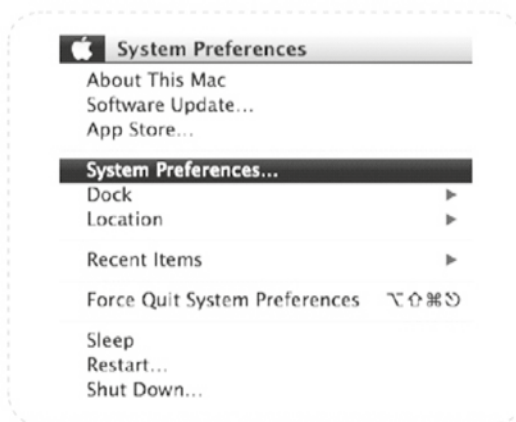 System Preferences
About This Mac
Software Update...
App Store...
System Preferences...
Dock
Location
Recent Items
Force Quit System Preferences ⌥⇧⌘⎋
Sleep
Restart...
Shut Down...